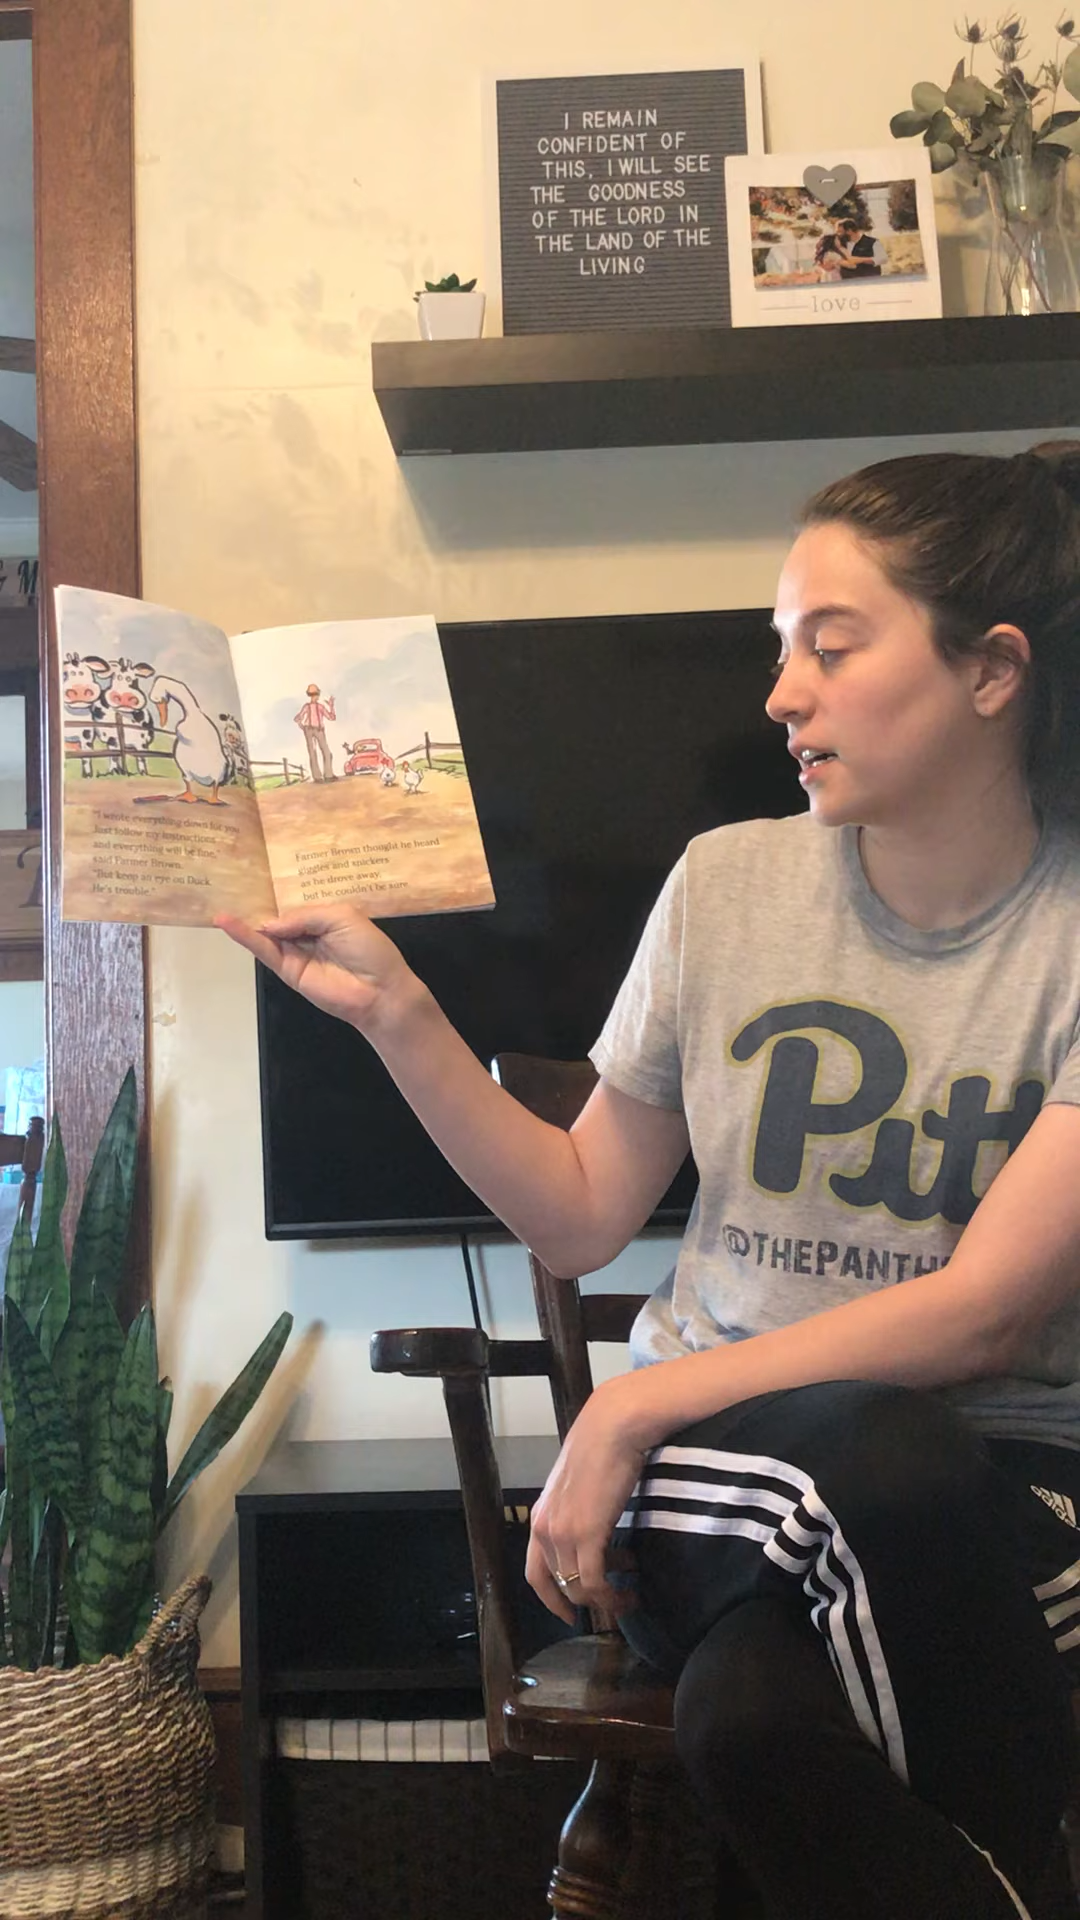 I REMAIN
CONFIDENT OF
THIS, I WILL SEE
THE GOODNESS
OF THE LORD IN
THE LAND OF THE
LIVING
love
"I wrote everything down for you.
Just follow my instructions
and everything will be fine,"
said Farmer Brown.
"But keep an eye on Duck.
He's trouble."
Farmer Brown thought he heard
giggles and snickers
as he drove away,
but he couldn't be sure.
Pitt
@THEPANTH
adidas